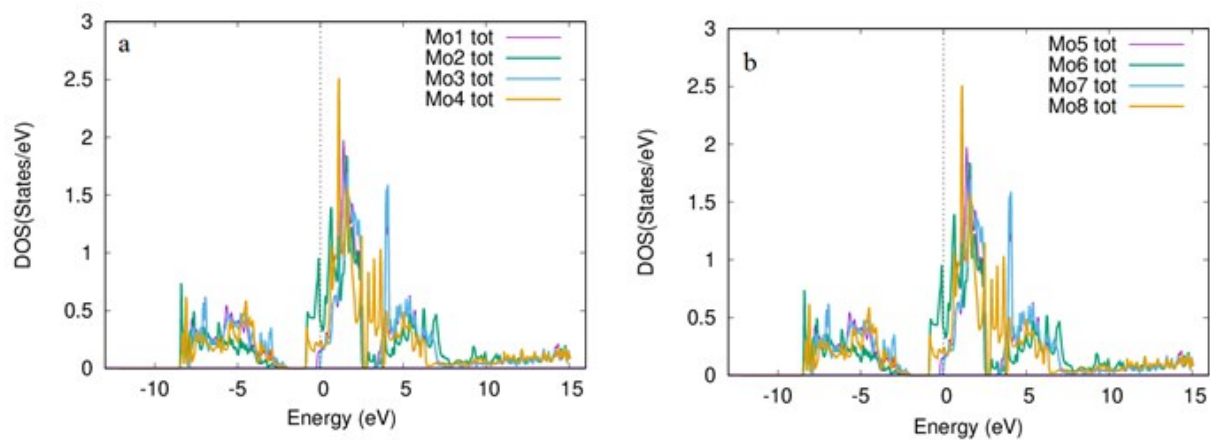 a
Mo1 tot
Mo2 tot
Mo3 tot
Mo4 tot
DOS(States/eV)
3
2.5
2
1.5
1
0.5
0
-10 -5 0 5 10 15
Energy (eV)
b
Mo5 tot
Mo6 tot
Mo7 tot
Mo8 tot
DOS(States/eV)
3
2.5
2
1.5
1
0.5
0
-10 -5 0 5 10 15
Energy (eV)